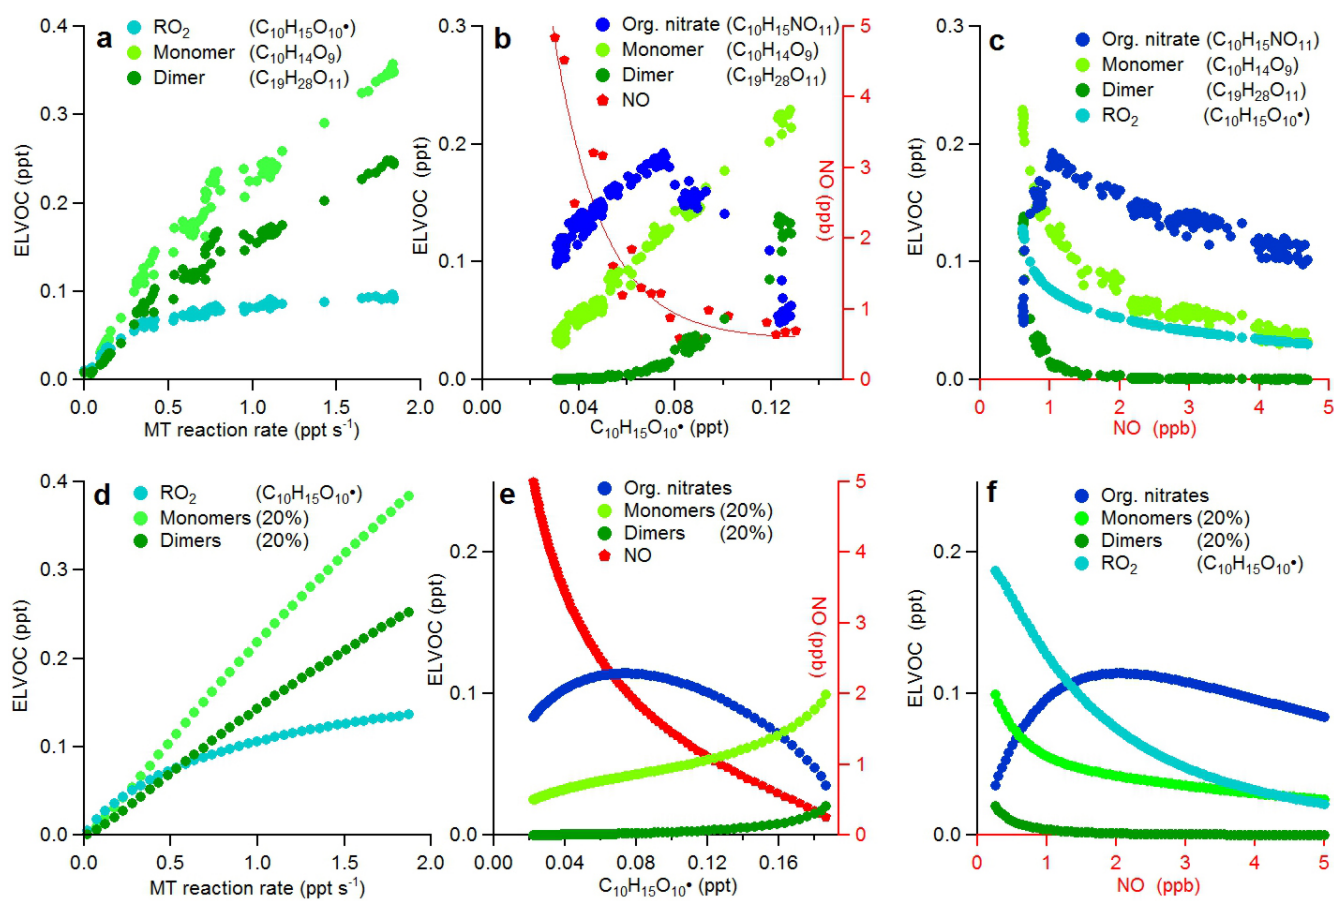 a
RO₂ (C₁₀H₁₅O₁₀•)
Monomer (C₁₀H₁₄O₉)
Dimer (C₁₉H₂₈O₁₁)
ELVOC (ppt)
0.4
0.3
0.2
0.1
0.0
0.0 0.5 1.0 1.5 2.0
MT reaction rate (ppt s⁻¹)
b
Org. nitrate (C₁₀H₁₅NO₁₁)
Monomer (C₁₀H₁₄O₉)
Dimer (C₁₉H₂₈O₁₁)
NO
ELVOC (ppt)
0.3
0.2
0.1
0.0
0.00 0.04 0.08 0.12
C₁₀H₁₅O₁₀• (ppt)
5
4
3
2
1
0
NO (ppb)
c
Org. nitrate (C₁₀H₁₅NO₁₁)
Monomer (C₁₀H₁₄O₉)
Dimer (C₁₉H₂₈O₁₁)
RO₂ (C₁₀H₁₅O₁₀•)
ELVOC (ppt)
0.3
0.2
0.1
0.0
0 1 2 3 4 5
NO (ppb)
d
RO₂ (C₁₀H₁₅O₁₀•)
Monomers (20%)
Dimers (20%)
ELVOC (ppt)
0.4
0.3
0.2
0.1
0.0
0.0 0.5 1.0 1.5 2.0
MT reaction rate (ppt s⁻¹)
e
Org. nitrates
Monomers (20%)
Dimers (20%)
NO
ELVOC (ppt)
0.2
0.1
0.0
0.04 0.08 0.12 0.16
C₁₀H₁₅O₁₀• (ppt)
5
4
3
2
1
0
NO (ppb)
f
Org. nitrates
Monomers (20%)
Dimers (20%)
RO₂ (C₁₀H₁₅O₁₀•)
ELVOC (ppt)
0.2
0.1
0.0
0 1 2 3 4 5
NO (ppb)